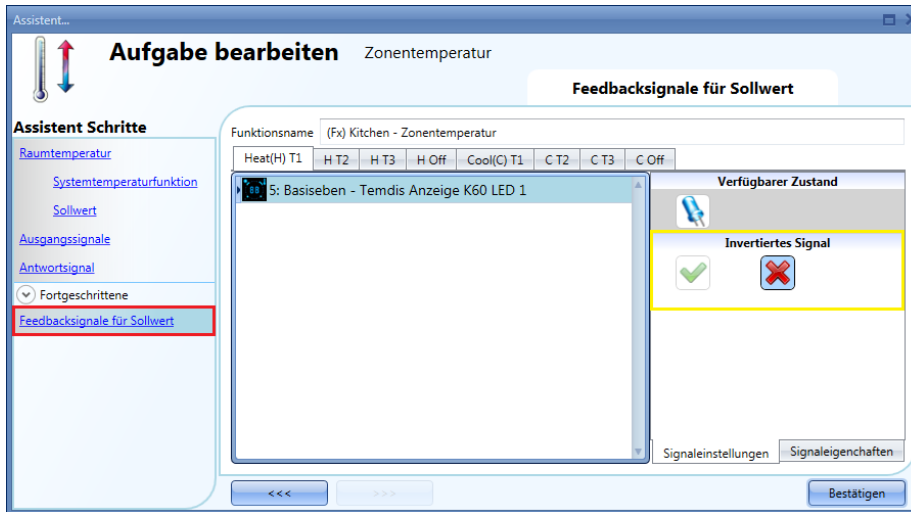 Assistent...
Aufgabe bearbeiten Zonentemperatur
Feedbacksignale für Sollwert
Assistent Schritte
Raumtemperatur
Systemtemperaturfunktion
Sollwert
Ausgangssignale
Antwortsignal
Fortgeschrittene
Feedbacksignale für Sollwert
Funktionsname (Fx) Kitchen - Zonentemperatur
Heat(H) T1 H T2 H T3 H Off Cool(C) T1 C T2 C T3 C Off
5: Basiseben - Temdis Anzeige K60 LED 1
Verfügbarer Zustand
Invertiertes Signal
Signaleinstellungen Signaleigenchaften
<<< >>> Bestätigen